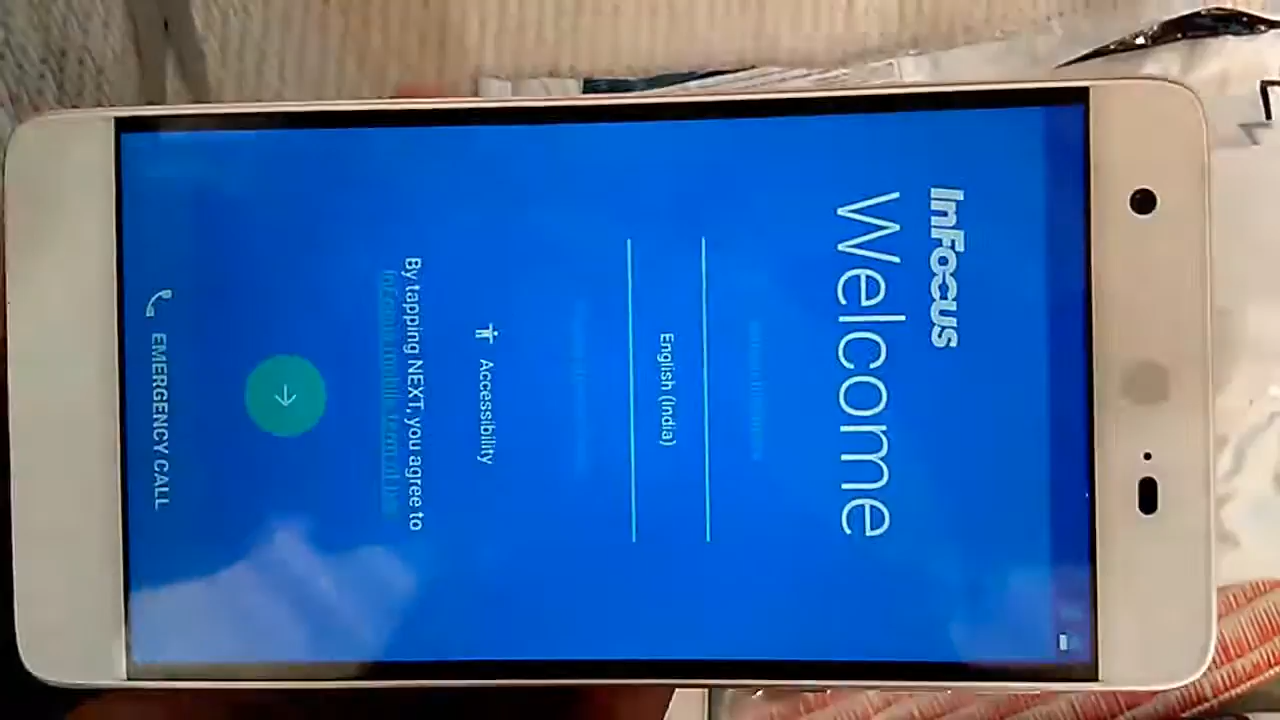 InFocus
Welcome
English (India)
Accessibility
By tapping NEXT, you agree to
EMERGENCY CALL